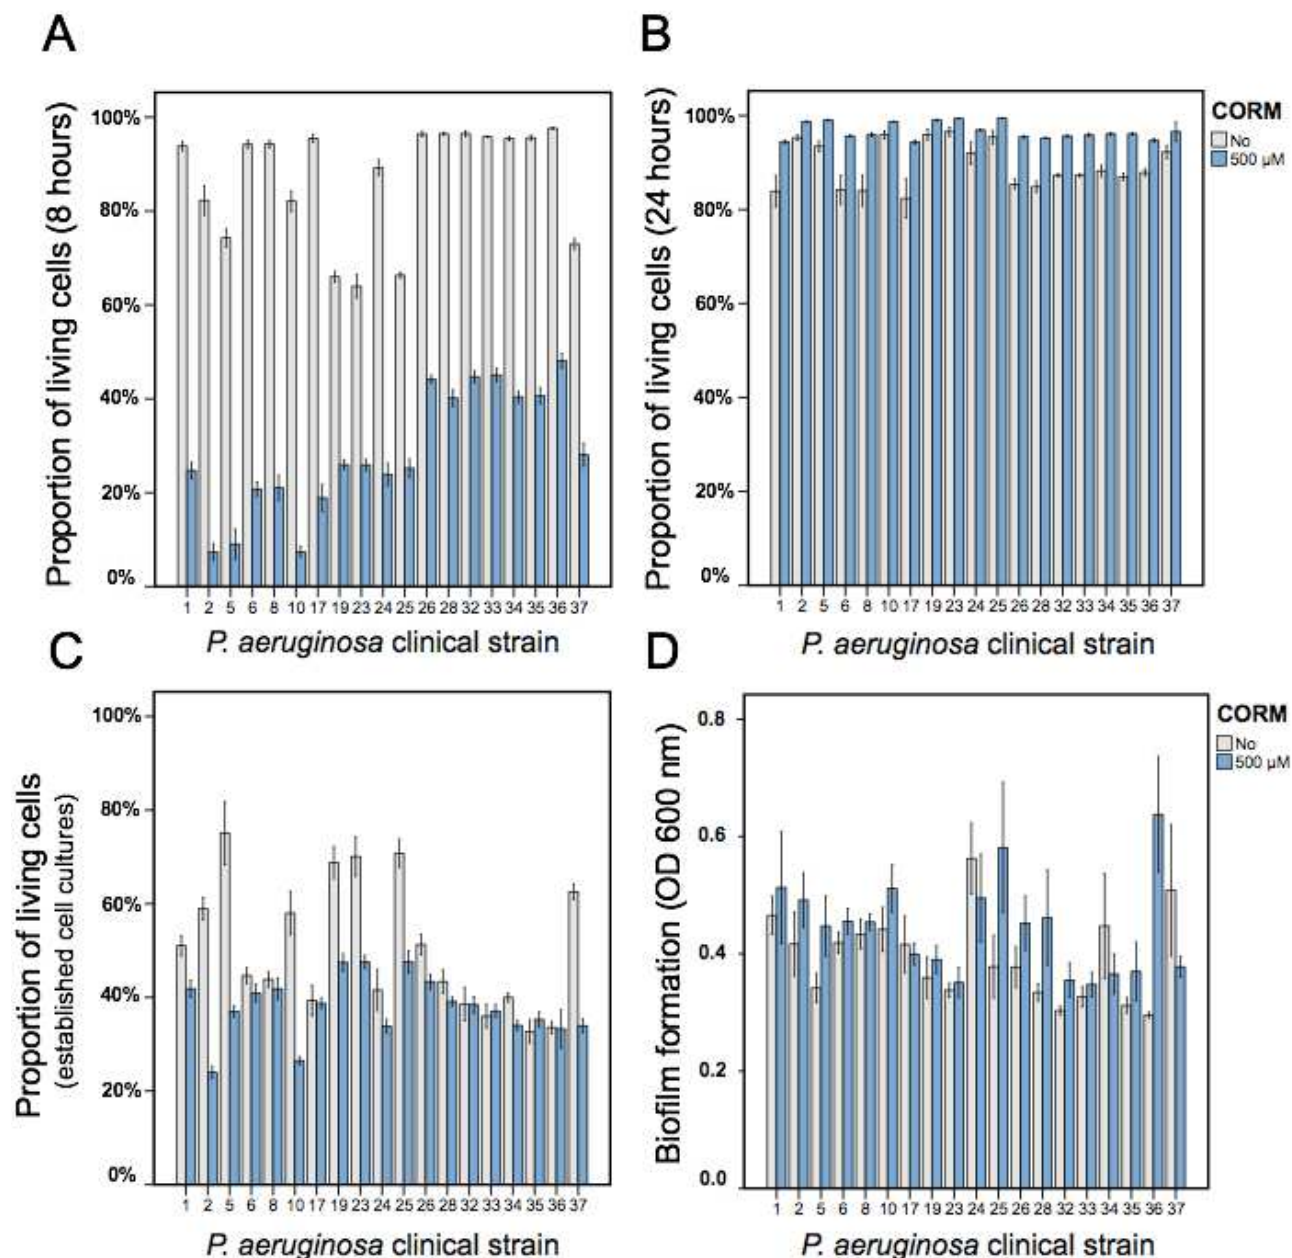 A
B
Proportion of living cells (8 hours)
100%
80%
60%
40%
20%
0%
1 2 5 6 8 10 17 19 23 24 25 26 28 32 33 34 35 36 37
P. aeruginosa clinical strain
Proportion of living cells (24 hours)
100%
80%
60%
40%
20%
0%
1 2 5 6 8 10 17 19 23 24 25 26 28 32 33 34 35 36 37
P. aeruginosa clinical strain
CORM
No
500 µM
C
D
Proportion of living cells
(established cell cultures)
100%
80%
60%
40%
20%
0%
1 2 5 6 8 10 17 19 23 24 25 26 28 32 33 34 35 36 37
P. aeruginosa clinical strain
Biofilm formation (OD 600 nm)
0.8
0.6
0.4
0.2
0.0
1 2 5 6 8 10 17 19 23 24 25 26 28 32 33 34 35 36 37
P. aeruginosa clinical strain
CORM
No
500 µM